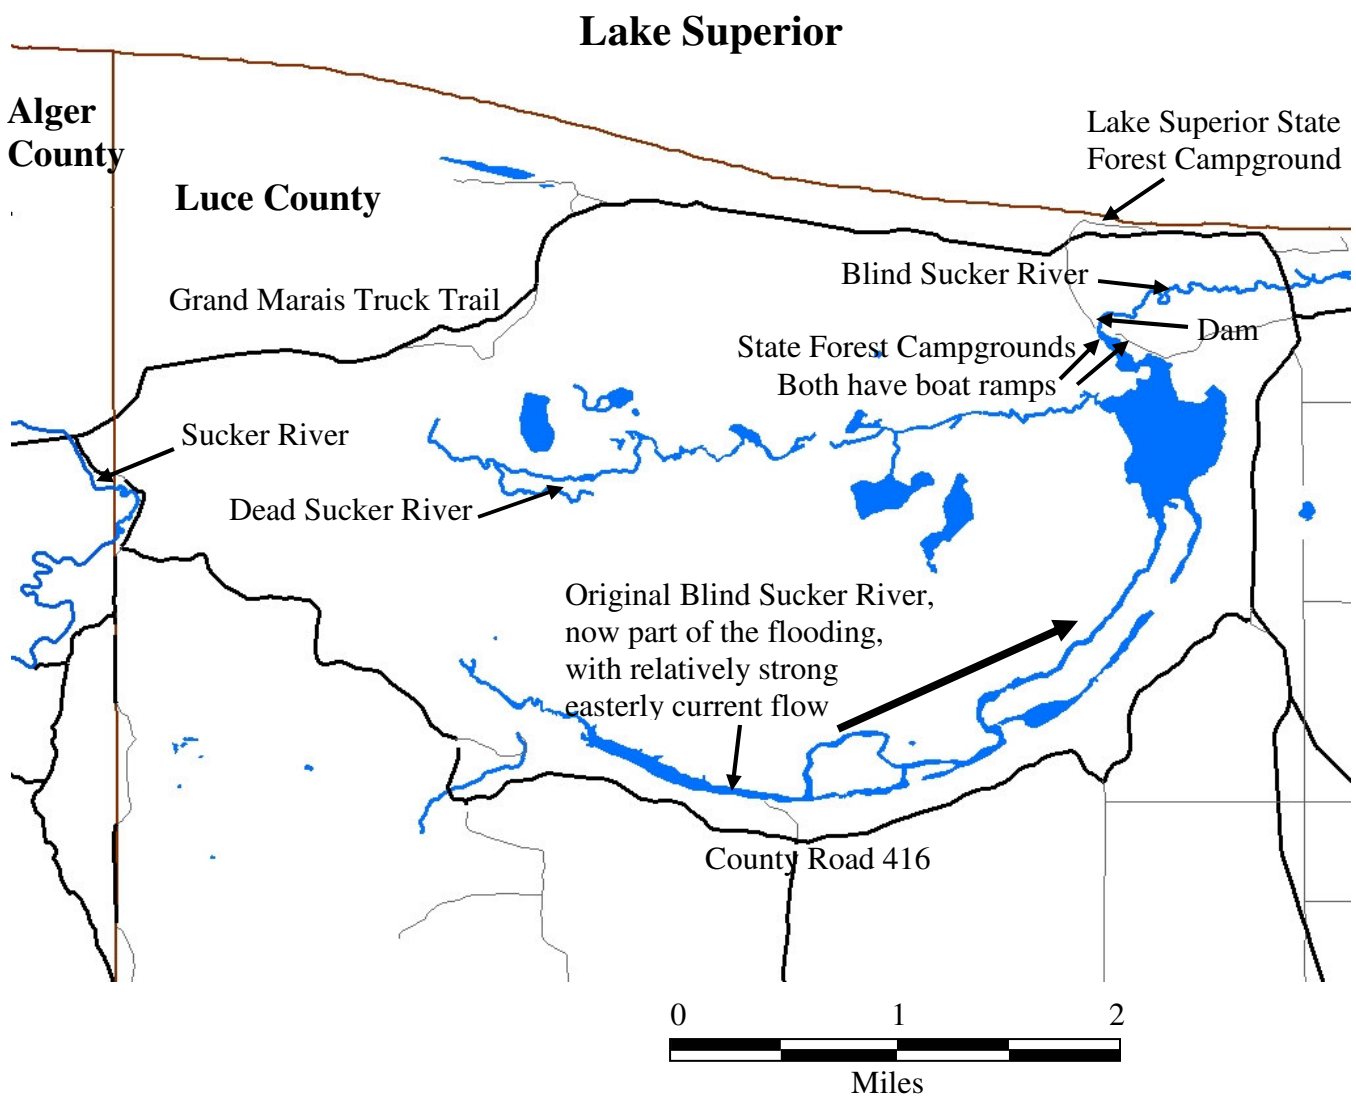 Lake Superior
Alger
County
Lake Superior State
Forest Campground
Luce County
Blind Sucker River
Grand Marais Truck Trail
Dam
State Forest Campgrounds
Both have boat ramps
Sucker River
Dead Sucker River
Original Blind Sucker River,
now part of the flooding,
with relatively strong
easterly current flow
County Road 416
0 1 2
Miles